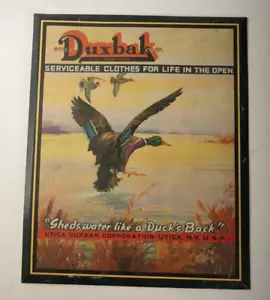 Duxbak
SERVICEABLE CLOTHES FOR LIFE IN THE OPEN
"Sheds water like a Duck's Back."
UTICA DUXBAK CORPORATION-UTICA, N.Y. U.S.A.